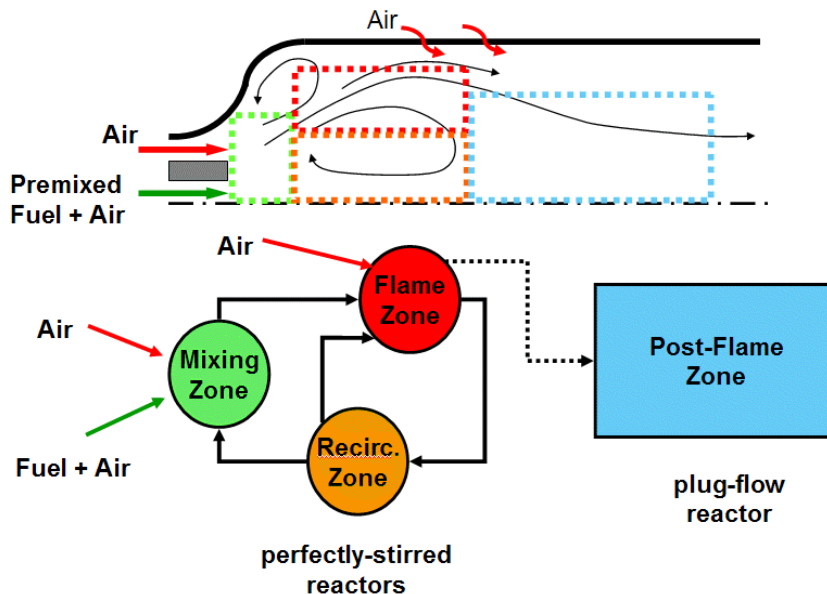 Air
Air
Premixed
Fuel + Air
Air
Flame
Zone
Air
Mixing
Zone
Post-Flame
Zone
Recirc.
Zone
Fuel + Air
plug-flow
reactor
perfectly-stirred
reactors